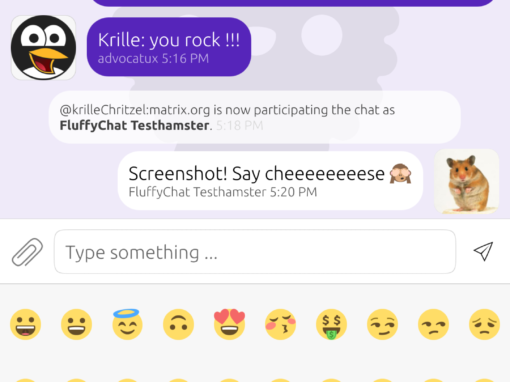 Krille: you rock !!!
advocatux 5:16 PM
@krilleChritzel:matrix.org is now participating the chat as
FluffyChat Testhamster. 5:18 PM
Screenshot! Say cheeeeeeeese 🙈
FluffyChat Testhamster 5:20 PM
Type something ...